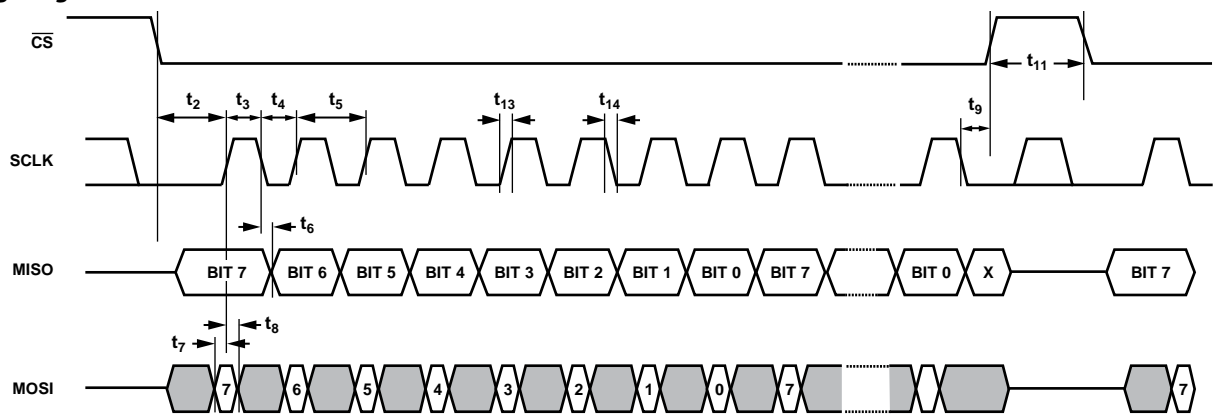 CS
t11
t2 t3 t4 t5 t13 t14 t9
SCLK
t6
MISO BIT 7 BIT 6 BIT 5 BIT 4 BIT 3 BIT 2 BIT 1 BIT 0 BIT 7 BIT 0 X BIT 7
t8
t7
MOSI 7 6 5 4 3 2 1 0 7 7